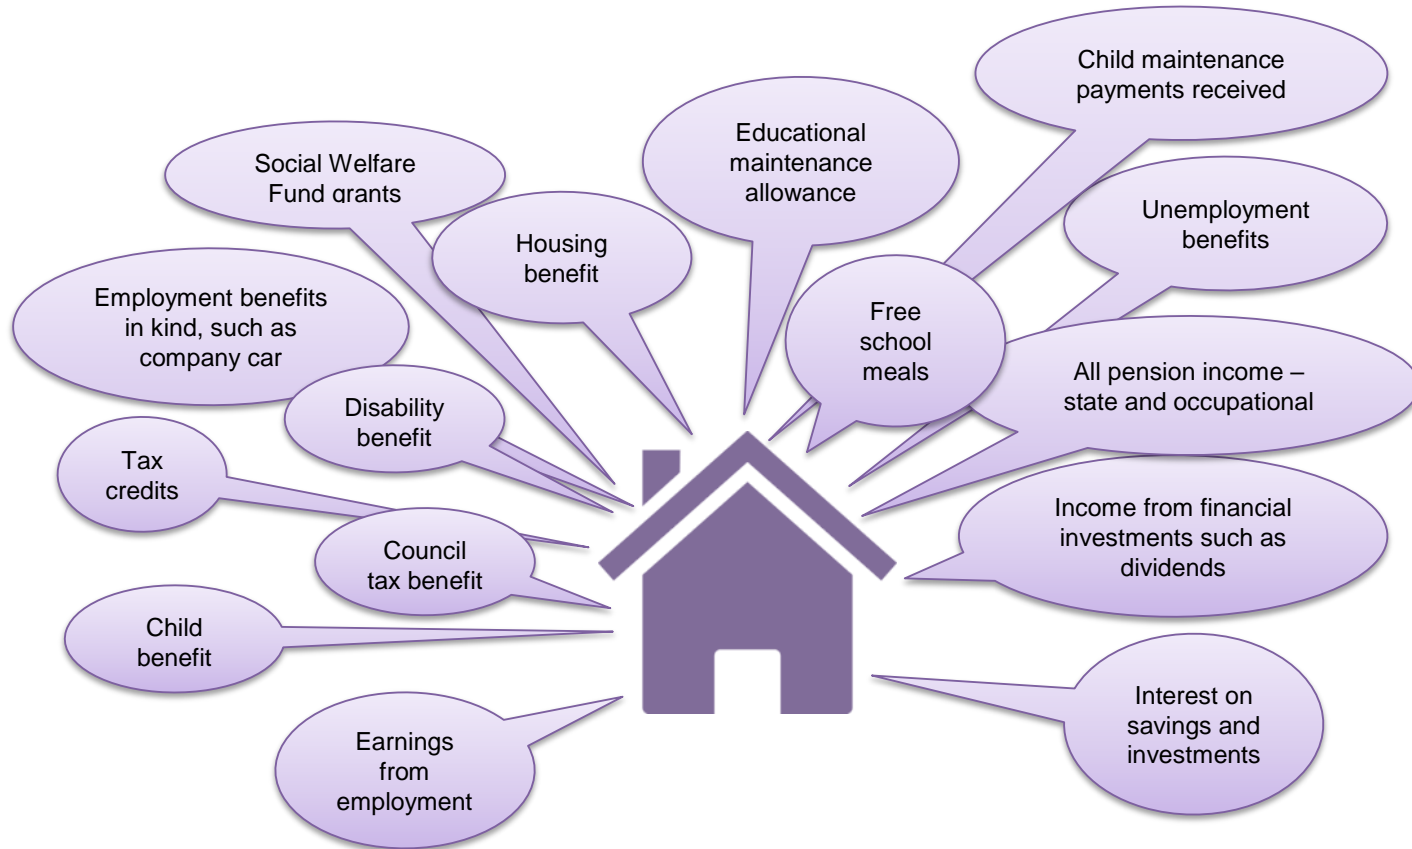 Child maintenance
payments received
Educational
maintenance
allowance
Social Welfare
Fund grants
Unemployment
benefits
Housing
benefit
Employment benefits
in kind, such as
company car
Free
school
meals
All pension income –
state and occupational
Disability
benefit
Tax
credits
Income from financial
investments such as
dividends
Council
tax benefit
Child
benefit
Interest on
savings and
investments
Earnings
from
employment